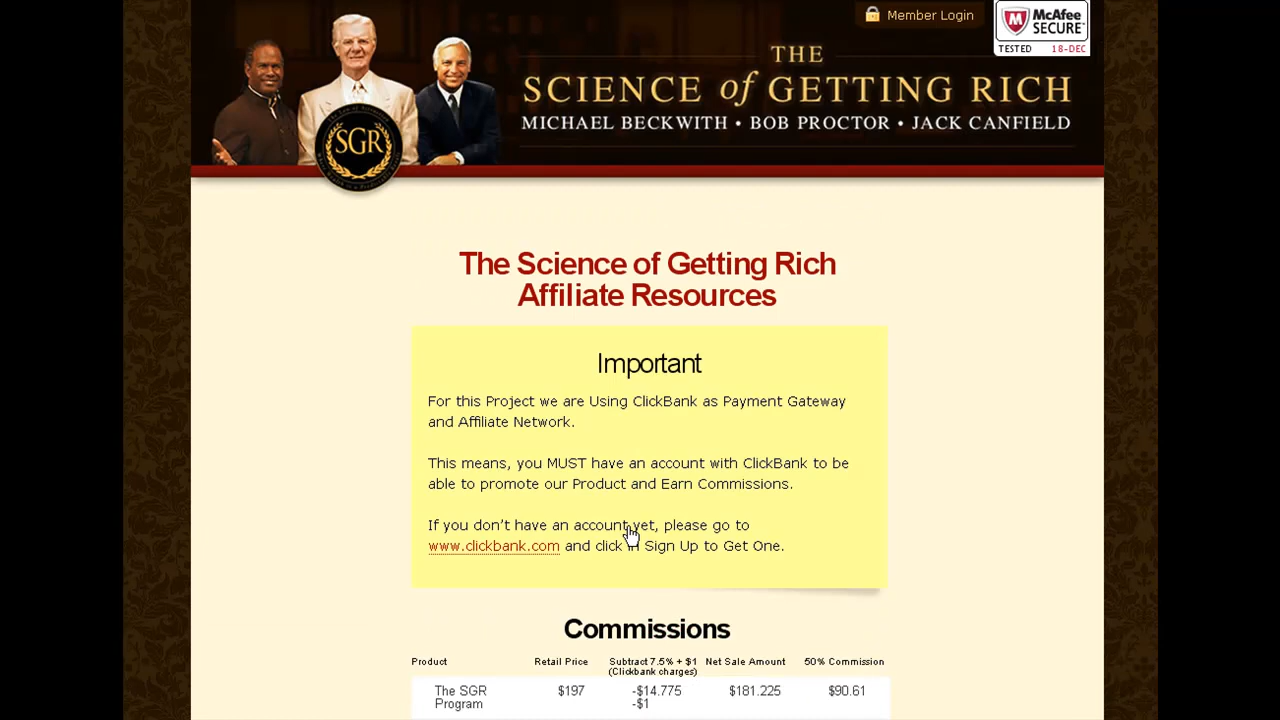 Member Login
McAfee
SECURE
TESTED 18-DEC
THE
SCIENCE of GETTING RICH
MICHAEL BECKWITH • BOB PROCTOR • JACK CANFIELD
SGR
The Science of Getting Rich
Affiliate Resources
Important
For this Project we are Using ClickBank as Payment Gateway
and Affiliate Network.
This means, you MUST have an account with ClickBank to be
able to promote our Product and Earn Commissions.
If you don't have an account yet, please go to
www.clickbank.com and click in Sign Up to Get One.
Commissions
Product Retail Price Subtract 7.5% + $1 Net Sale Amount 50% Commission
(Clickbank charges)
The SGR $197 -$14.775 $181.225 $90.61
Program -$1